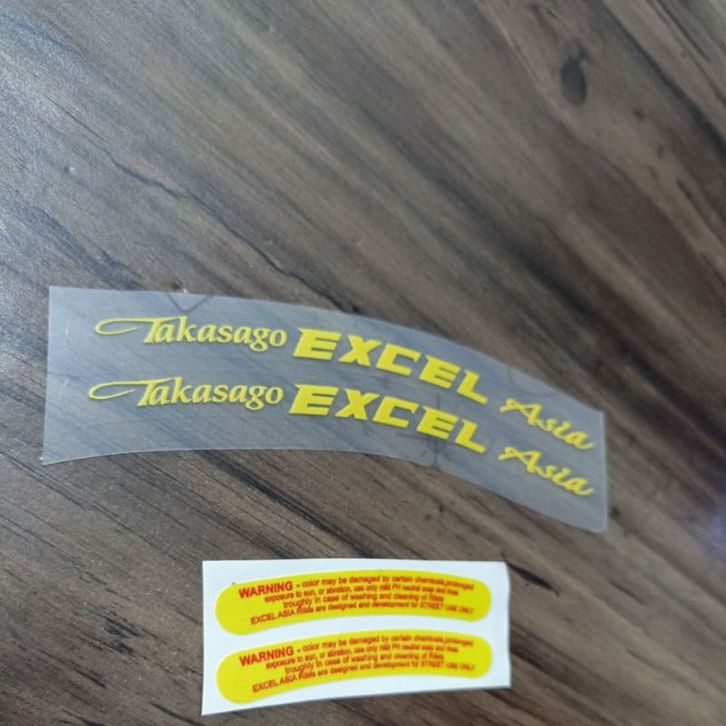 Takasago EXCEL Asia
Takasago EXCEL Asia
WARNING - color may be damaged by certain chemicals,prolonged
exposure to sun, or abration, use only mild PH neutral soap and rines
troughly in case of washing and cleaning of RIMs
EXCEL ASIA RIMs are designed and development for STREET USE ONLY
WARNING - color may be damaged by certain chemicals,prolonged
exposure to sun, or abration, use only mild PH neutral soap and rines
troughly in case of washing and cleaning of RIMs
EXCEL ASIA RIMs are designed and development for STREET USE ONLY